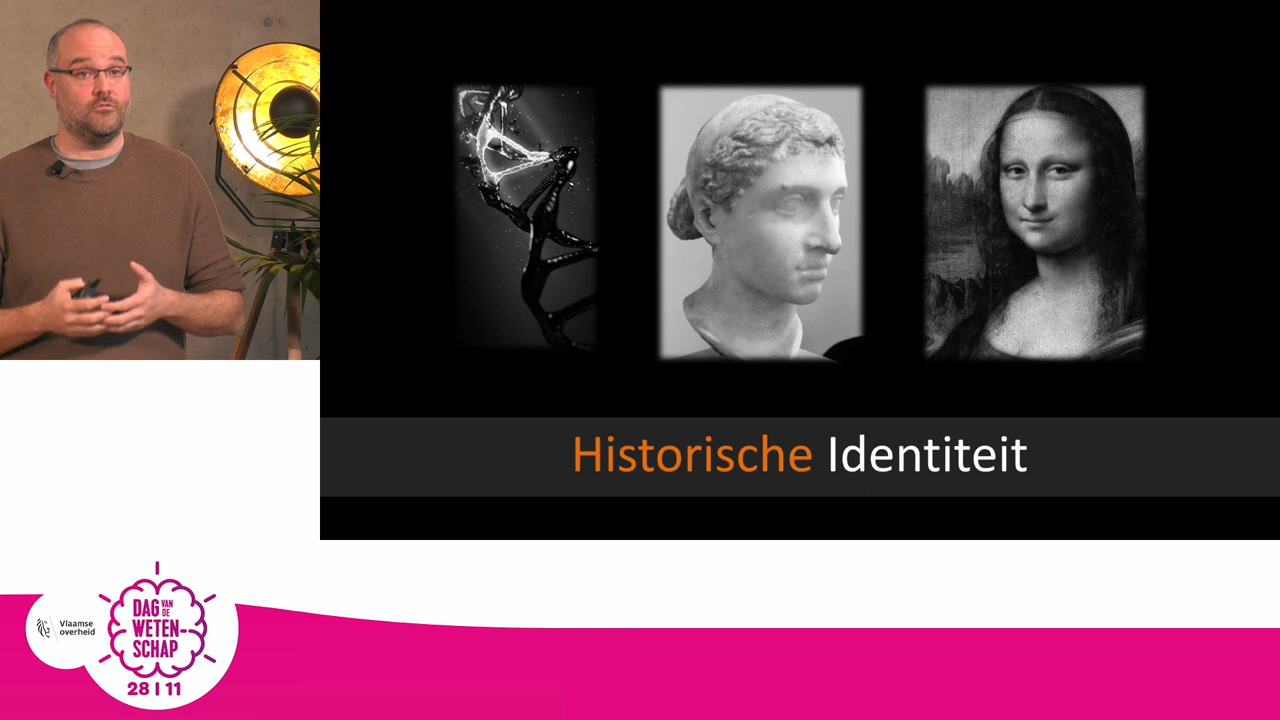 Historische Identiteit
Vlaamse
overheid
DAG VAN DE
WETEN-
SCHAP
28 | 11